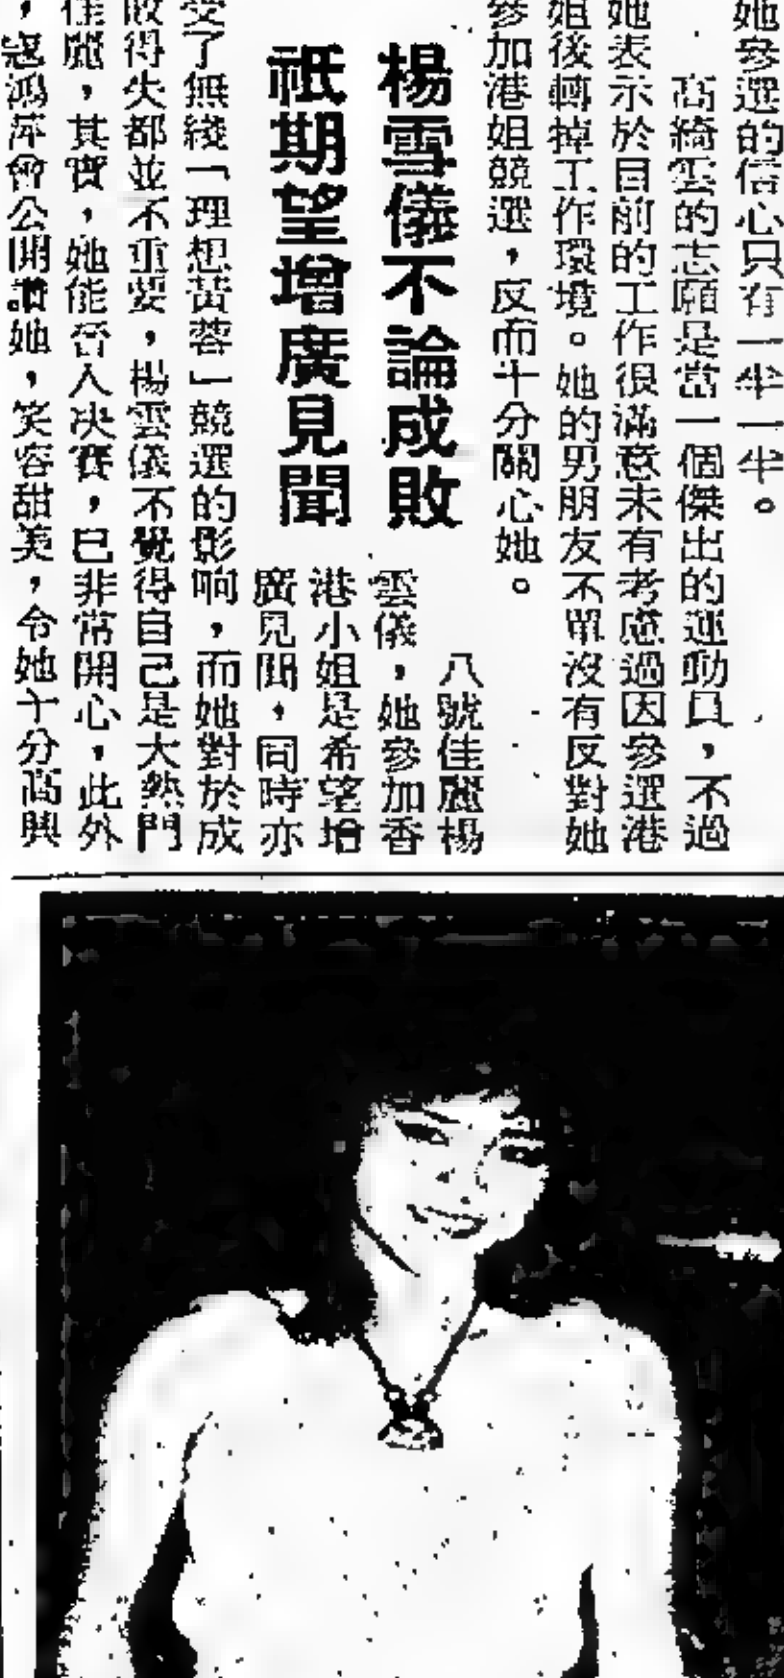 她參選的信心只有一半一半。
高綺雲的志願是當一個傑出的運動員，不過
她表示於目前的工作很滿意未有考慮過因參選港
姐後轉掉工作環境。她的男朋友不單沒有反對她
參加港姐競選，反而十分關心她。
楊雪儀不論成敗
祇期望增廣見聞
八號佳麗楊
雲儀，她參加香
港小姐是希望增
廣見聞，同時亦
受了無綫「理想黃蓉」競選的影响，而她對於成
敗得失都並不重要，楊雲儀不覺得自己是大熱門
佳麗，其實，她能晉入決賽，已非常開心，此外
，寇鴻萍曾公開讚她，笑容甜美，令她十分高興